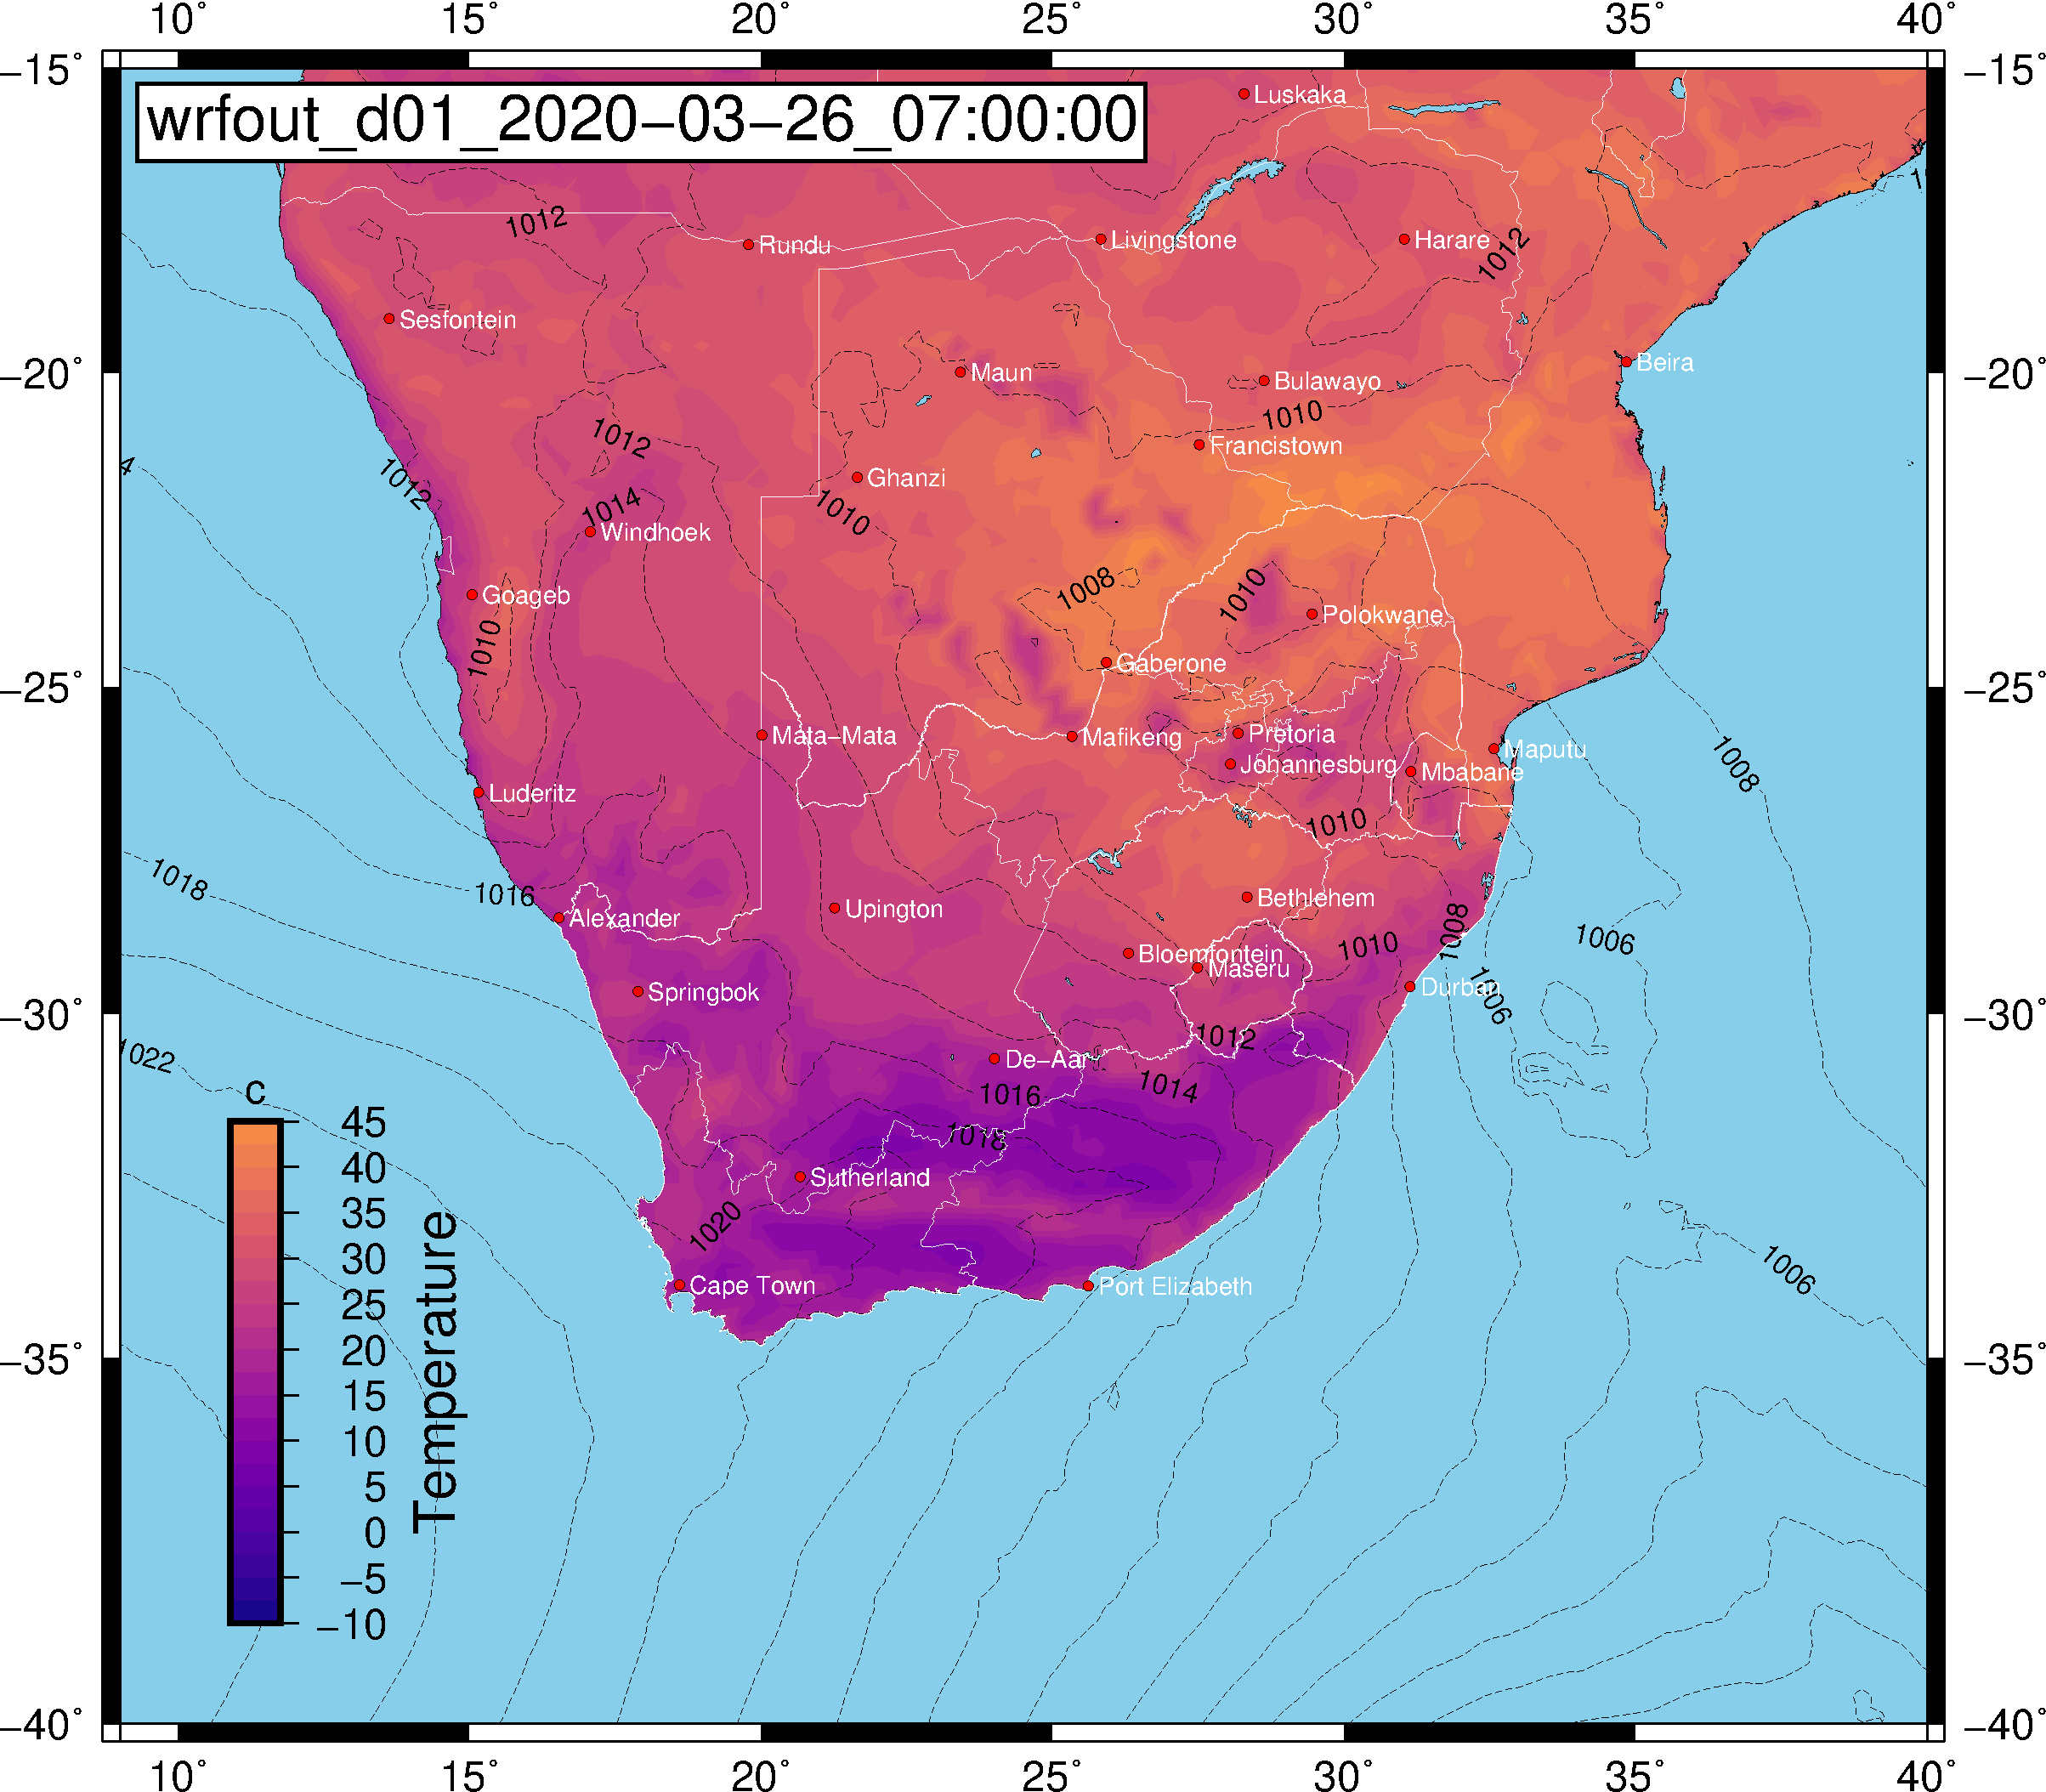 10° 15° 20° 25° 30° 35° 40°
−15° −15°
wrfout_d01_2020−03−26_07:00:00
Luskaka
1012
Rundu
Livingstone
Harare
1012
Sesfontein
Beira
−20° −20°
Maun
Bulawayo
1010
1012
Francistown
4
1012
Ghanzi
1010
1014
Windhoek
1008
1010
Goageb
Polokwane
1010
Gaberone
−25° −25°
Mata−Mata
Mafikeng
Pretoria
Maputu
Johannesburg
Mbabane
1008
Luderitz
1010
1018
1016
Alexander
Upington
Bethlehem
1008
1006
1010
Bloemfontein
Maseru
Springbok
Durban
1006
−30° −30°
1012
1022
De−Aar
1016
1014
1018
Sutherland
1020
1006
Cape Town
Port Elizabeth
c
45
40
35
30
25
20
15
10
5
0
−5
−10
Temperature
−35° −35°
−40° −40°
10° 15° 20° 25° 30° 35° 40°